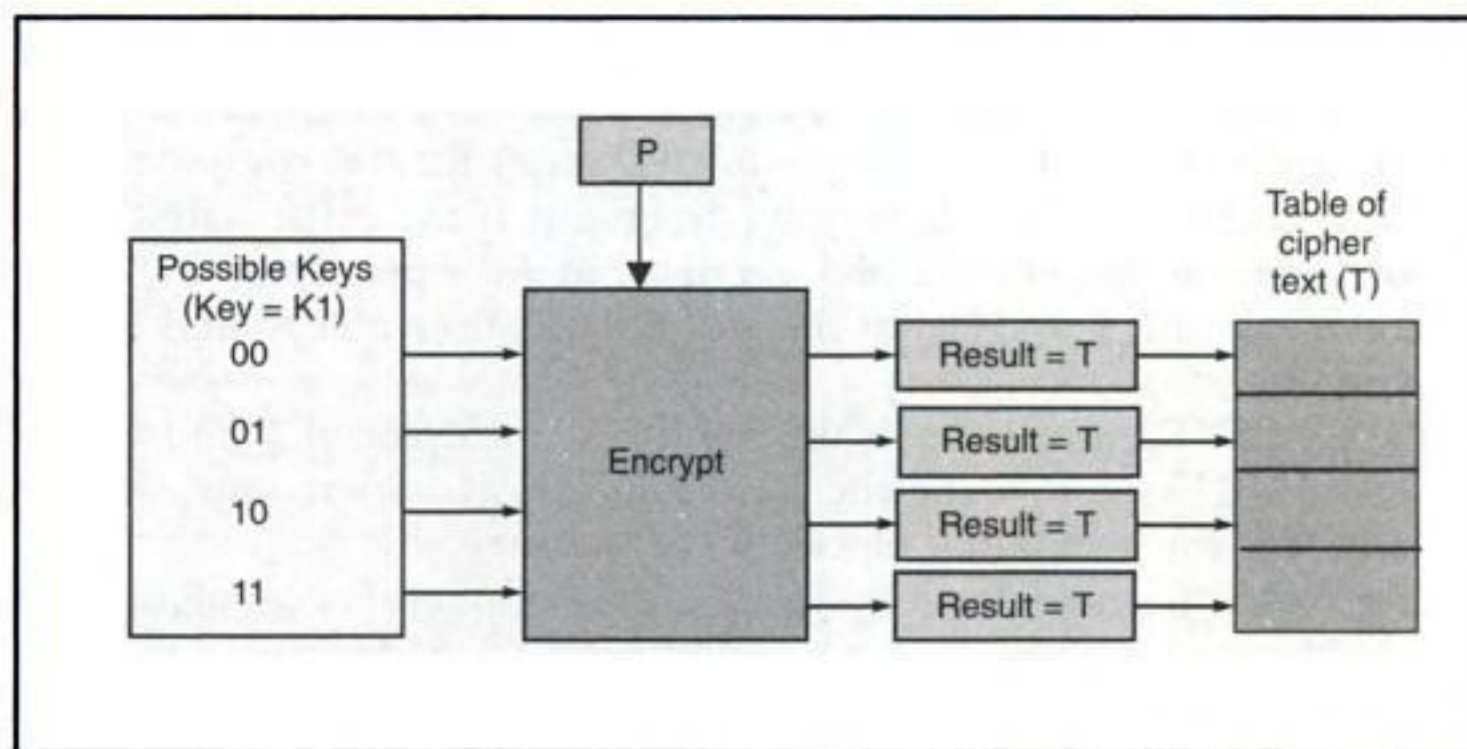 P
Table of
cipher
text (T)
Possible Keys
(Key = K1)
00
01
10
11
Encrypt
Result = T
Result = T
Result = T
Result = T